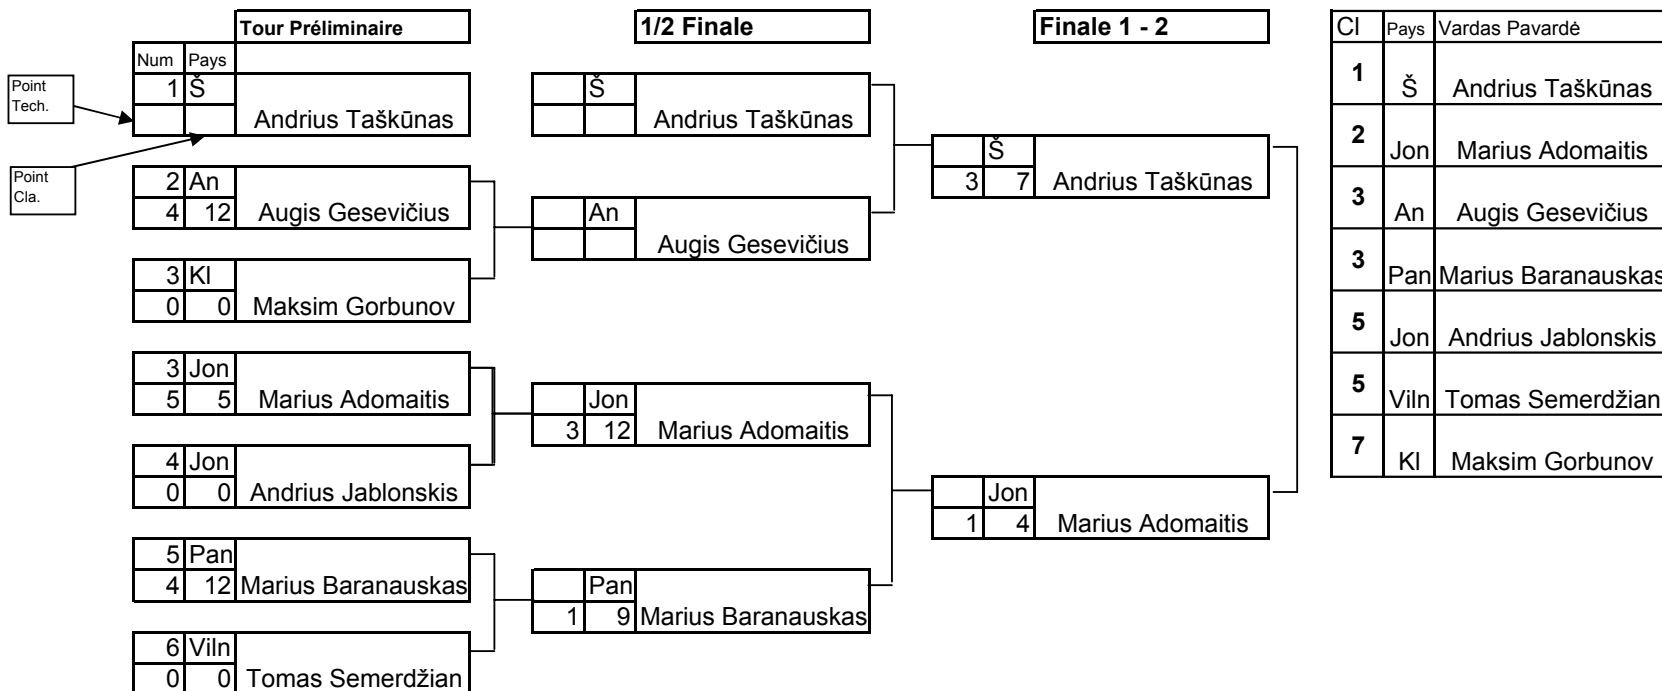 Tour Préliminaire
Num Pays
Point
Tech.
Point
Cla.
1 Š
Andrius Taškūnas
2 An
4 12 Augis Gesevičius
3 Kl
0 0 Maksim Gorbunov
3 Jon
5 5 Marius Adomaitis
4 Jon
0 0 Andrius Jablonskis
5 Pan
4 12 Marius Baranauskas
6 Viln
0 0 Tomas Semerdžian
1/2 Finale
Š
Andrius Taškūnas
An
Augis Gesevičius
Jon
3 12 Marius Adomaitis
Pan
1 9 Marius Baranauskas
Finale 1 - 2
Š
3 7 Andrius Taškūnas
Jon
1 4 Marius Adomaitis
Cl Pays Vardas Pavardė
1 Š Andrius Taškūnas
2 Jon Marius Adomaitis
3 An Augis Gesevičius
3 Pan Marius Baranauskas
5 Jon Andrius Jablonskis
5 Viln Tomas Semerdžian
7 Kl Maksim Gorbunov